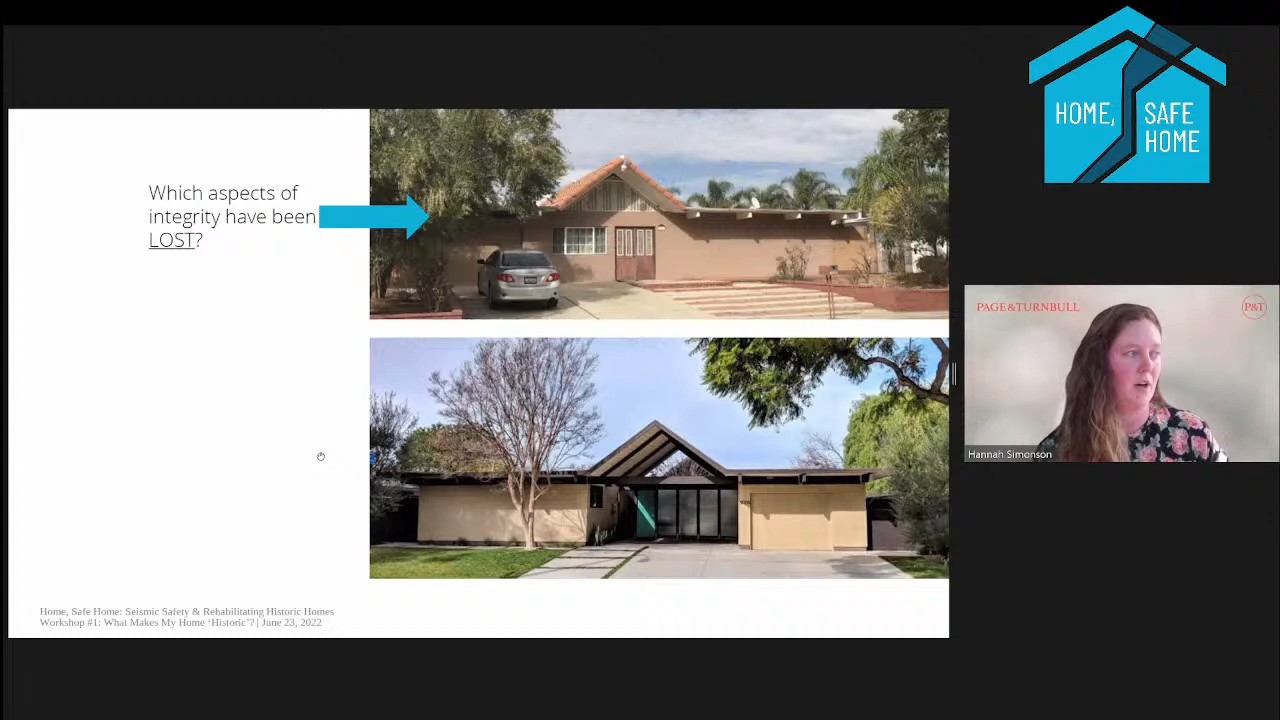 HOME, SAFE
HOME
Which aspects of
integrity have been
LOST?
PAGE&TURNBULL
P&T
Hannah Simonson
Home, Safe Home: Seismic Safety & Rehabilitating Historic Homes
Workshop #1: What Makes My Home ‘Historic’? | June 23, 2022